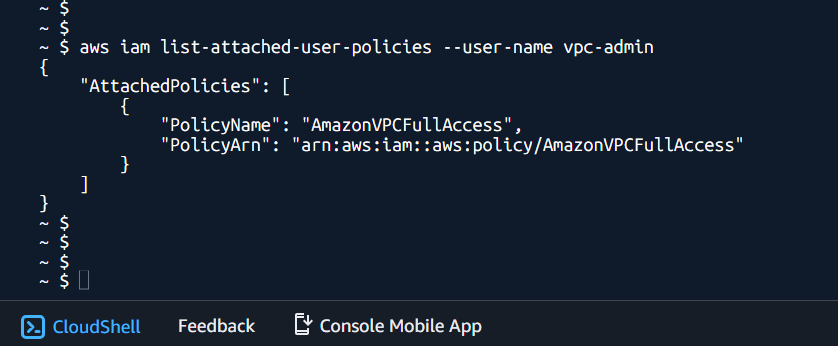 ~ $
~ $
~ $ aws iam list-attached-user-policies --user-name vpc-admin
{
    "AttachedPolicies": [
        {
            "PolicyName": "AmazonVPCFullAccess",
            "PolicyArn": "arn:aws:iam::aws:policy/AmazonVPCFullAccess"
        }
    ]
}
~ $
~ $
~ $
~ $
CloudShell Feedback Console Mobile App